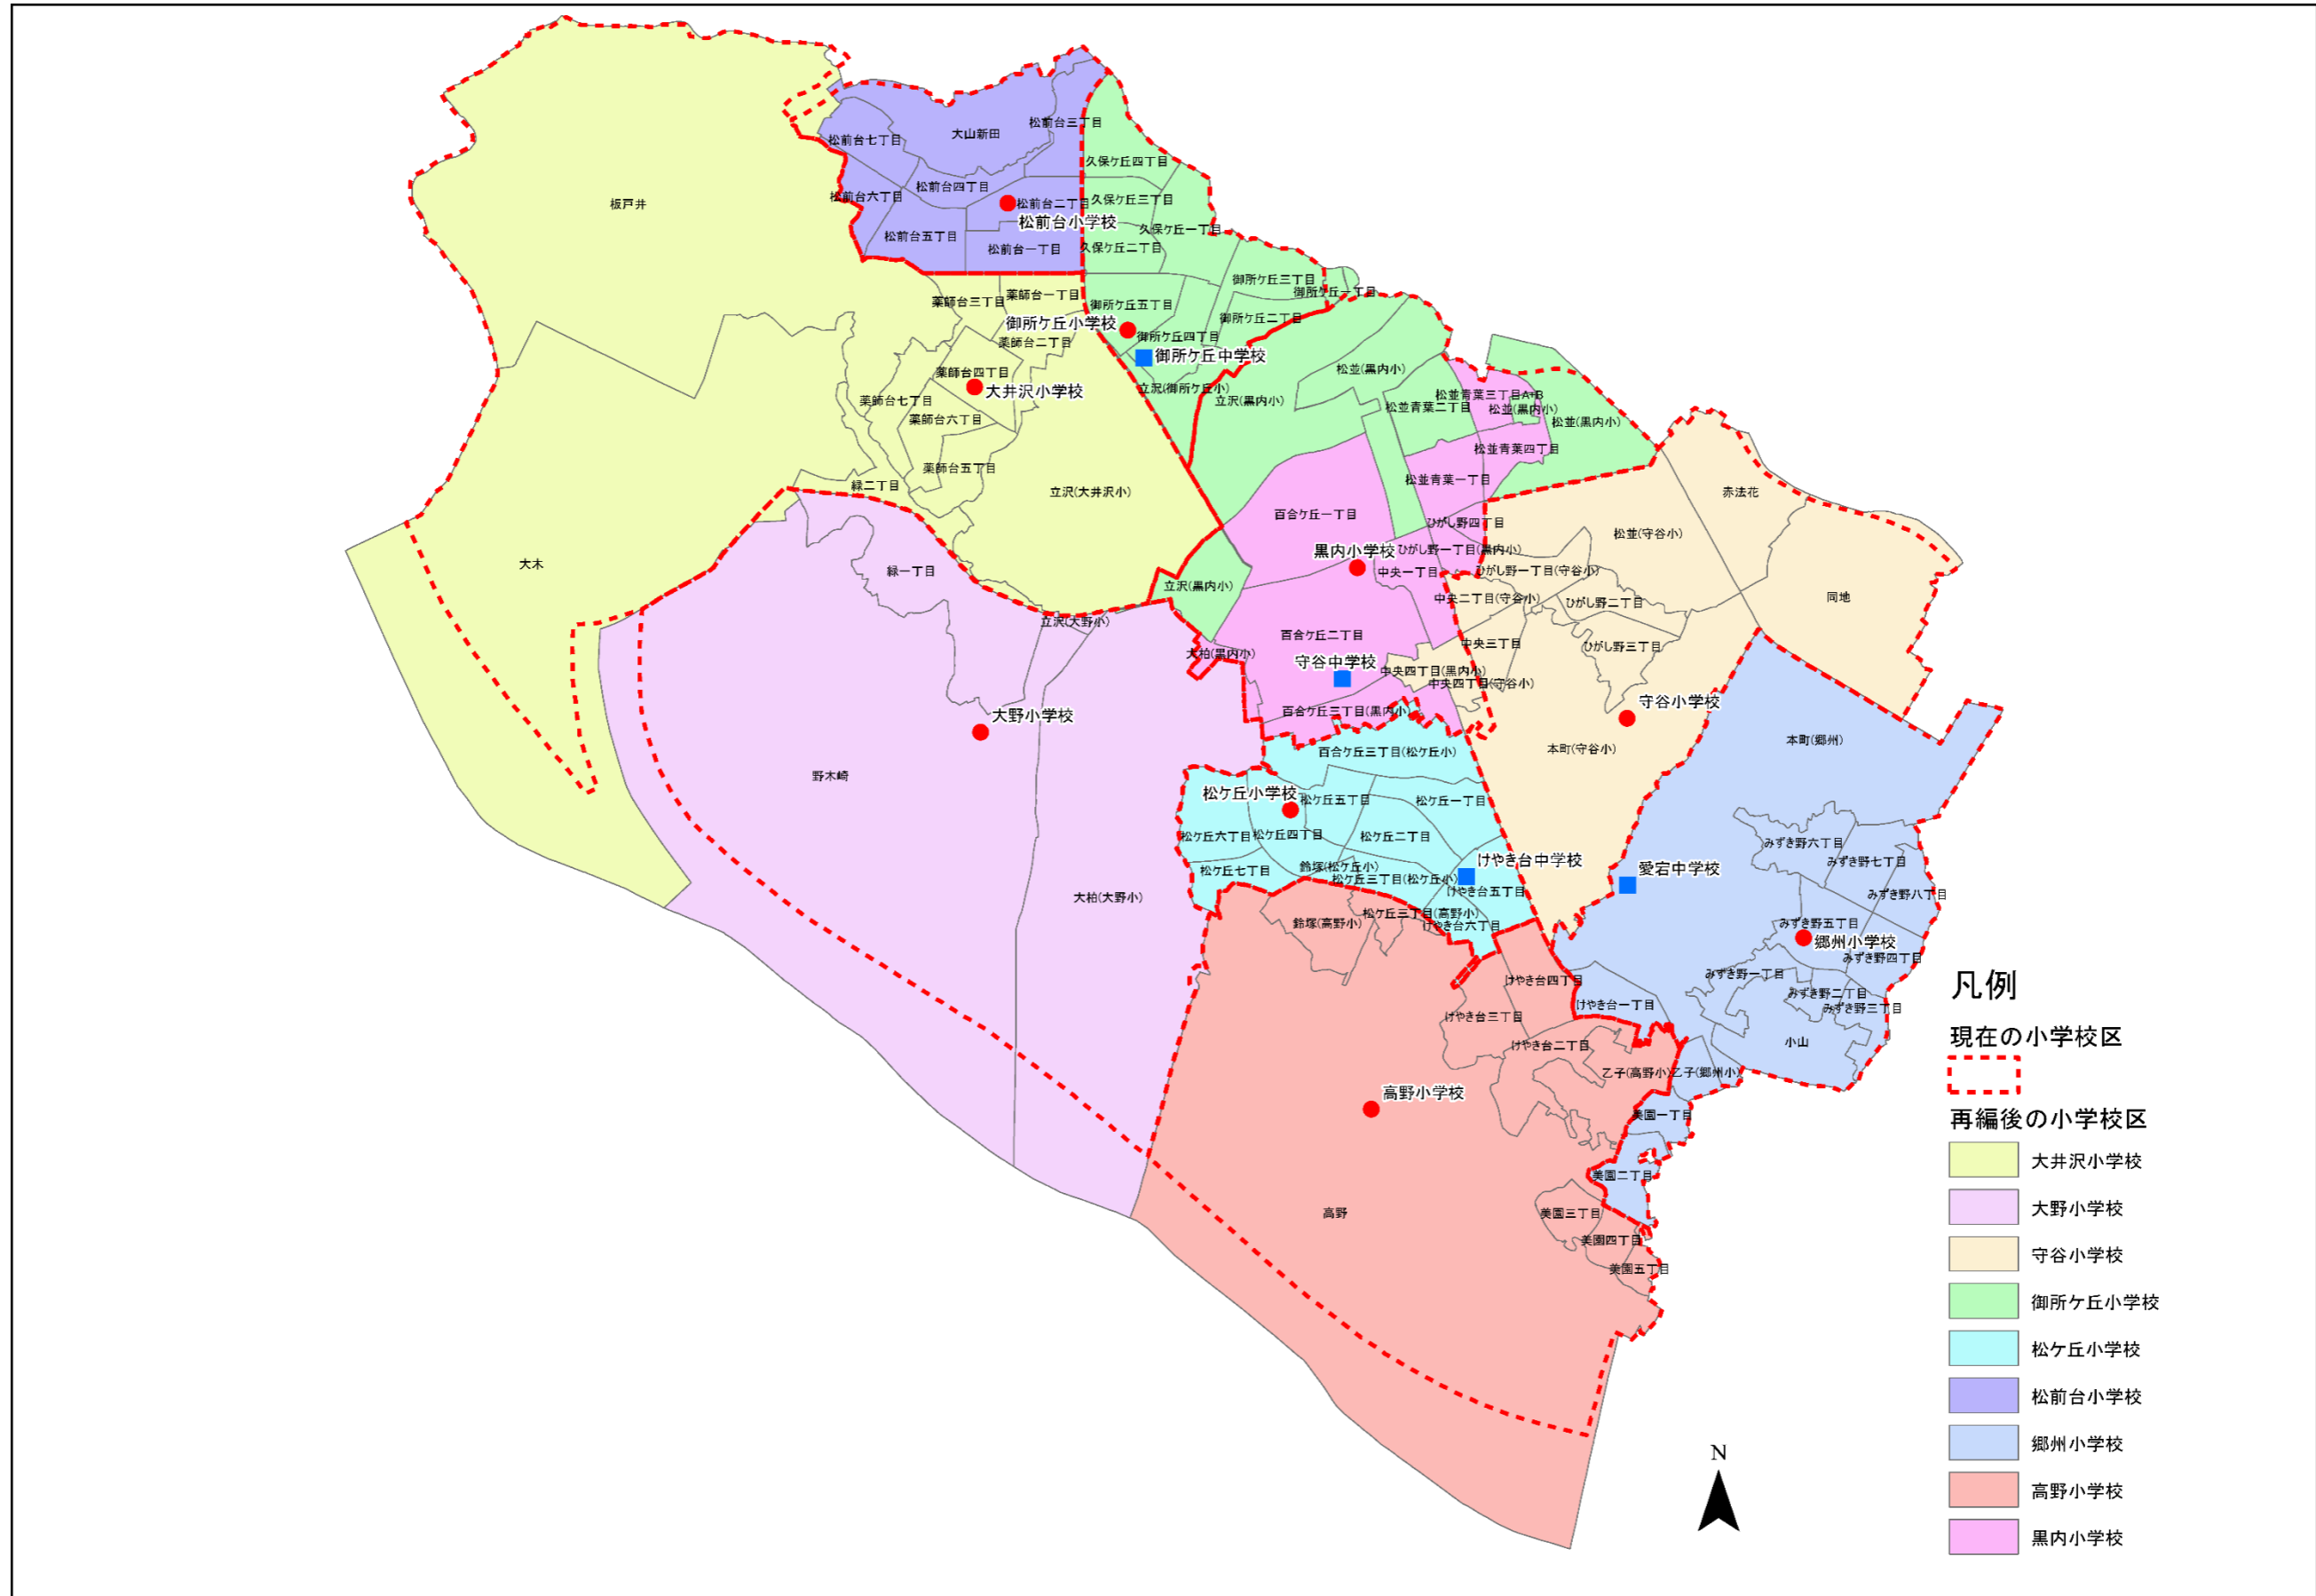 板戸井
大山新田
松前台三丁目
松前台七丁目
松前台四丁目
松前台六丁目
松前台二丁目
松前台小学校
松前台五丁目
松前台一丁目
久保ケ丘四丁目
久保ケ丘三丁目
久保ケ丘一丁目
久保ケ丘二丁目
御所ケ丘三丁目
御所ケ丘一丁目
薬師台三丁目
薬師台一丁目
御所ケ丘五丁目
御所ケ丘二丁目
御所ケ丘小学校
御所ケ丘四丁目
薬師台二丁目
御所ケ丘中学校
薬師台四丁目
大井沢小学校
立沢(御所ケ丘小)
立沢(黒内小)
松並(黒内小)
薬師台七丁目
薬師台六丁目
松並青葉三丁目A+B
松並青葉二丁目
松並(黒内小)
松並(黒内小)
松並青葉四丁目
薬師台五丁目
緑二丁目
立沢(大井沢小)
松並青葉一丁目
赤法花
百合ケ丘一丁目
ひがし野四丁目
松並(守谷小)
黒内小学校
ひがし野一丁目(黒内小)
大木
緑一丁目
中央一丁目
ひがし野一丁目(守谷小)
立沢(黒内小)
中央二丁目(守谷小)
ひがし野二丁目
同地
立沢(大野小)
百合ケ丘二丁目
中央三丁目
ひがし野三丁目
大柏(黒内小)
守谷中学校
中央四丁目(黒内小)
中央四丁目(守谷小)
守谷小学校
大野小学校
百合ケ丘三丁目(黒内小)
本町(郷州)
百合ケ丘三丁目(松ケ丘小)
本町(守谷小)
野木崎
松ケ丘小学校
松ケ丘五丁目
松ケ丘一丁目
松ケ丘六丁目
松ケ丘四丁目
松ケ丘二丁目
みずき野六丁目
けやき台中学校
みずき野七丁目
松ケ丘七丁目
鈴塚(松ケ丘小)
松ケ丘三丁目(松ケ丘小)
愛宕中学校
けやき台五丁目
みずき野八丁目
大柏(大野小)
鈴塚(高野小)
松ケ丘三丁目(高野小)
けやき台六丁目
みずき野五丁目
郷州小学校
みずき野四丁目
みずき野一丁目
けやき台四丁目
みずき野二丁目
みずき野三丁目
けやき台一丁目
けやき台三丁目
小山
けやき台二丁目
乙子(高野小)
乙子(郷州小)
高野小学校
美園一丁目
美園二丁目
高野
美園三丁目
美園四丁目
美園五丁目
凡例
現在の小学校区
再編後の小学校区
大井沢小学校
大野小学校
守谷小学校
御所ケ丘小学校
松ケ丘小学校
松前台小学校
郷州小学校
高野小学校
黒内小学校
N